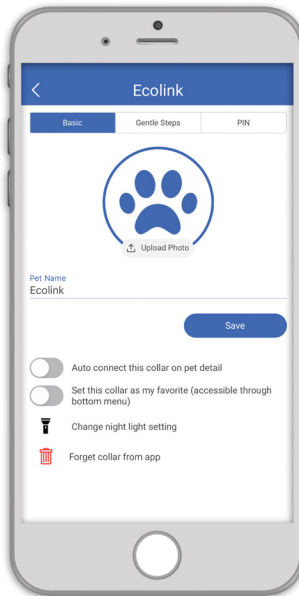 Ecolink
Basic
Gentle Steps
PIN
Upload Photo
Pet Name
Ecolink
Save
Auto connect this collar on pet detail
Set this collar as my favorite (accessible through
bottom menu)
Change night light setting
Forget collar from app